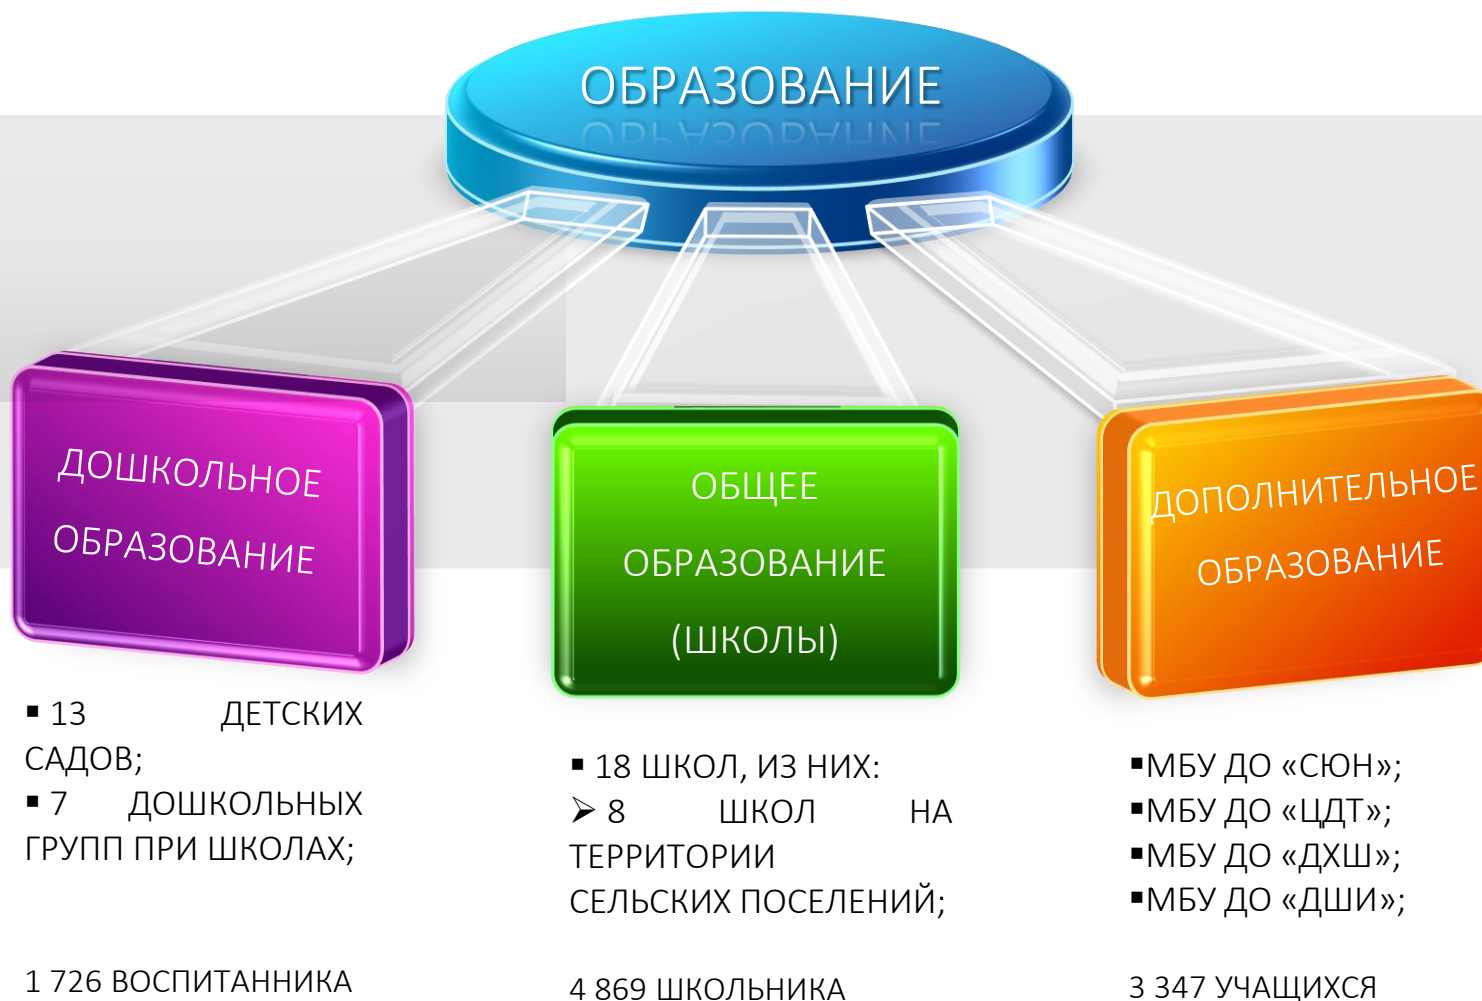 ОБРАЗОВАНИЕ
ДОШКОЛЬНОЕ
ОБРАЗОВАНИЕ
ОБЩЕЕ
ОБРАЗОВАНИЕ
(ШКОЛЫ)
ДОПОЛНИТЕЛЬНОЕ
ОБРАЗОВАНИЕ
▪ 13 ДЕТСКИХ
САДОВ;
▪ 7 ДОШКОЛЬНЫХ
ГРУПП ПРИ ШКОЛАХ;
1 726 ВОСПИТАННИКА
▪ 18 ШКОЛ, ИЗ НИХ:
➢ 8 ШКОЛ НА
ТЕРРИТОРИИ
СЕЛЬСКИХ ПОСЕЛЕНИЙ;
4 869 ШКОЛЬНИКА
▪МБУ ДО «СЮН»;
▪МБУ ДО «ЦДТ»;
▪МБУ ДО «ДХШ»;
▪МБУ ДО «ДШИ»;
3 347 УЧАЩИХСЯ